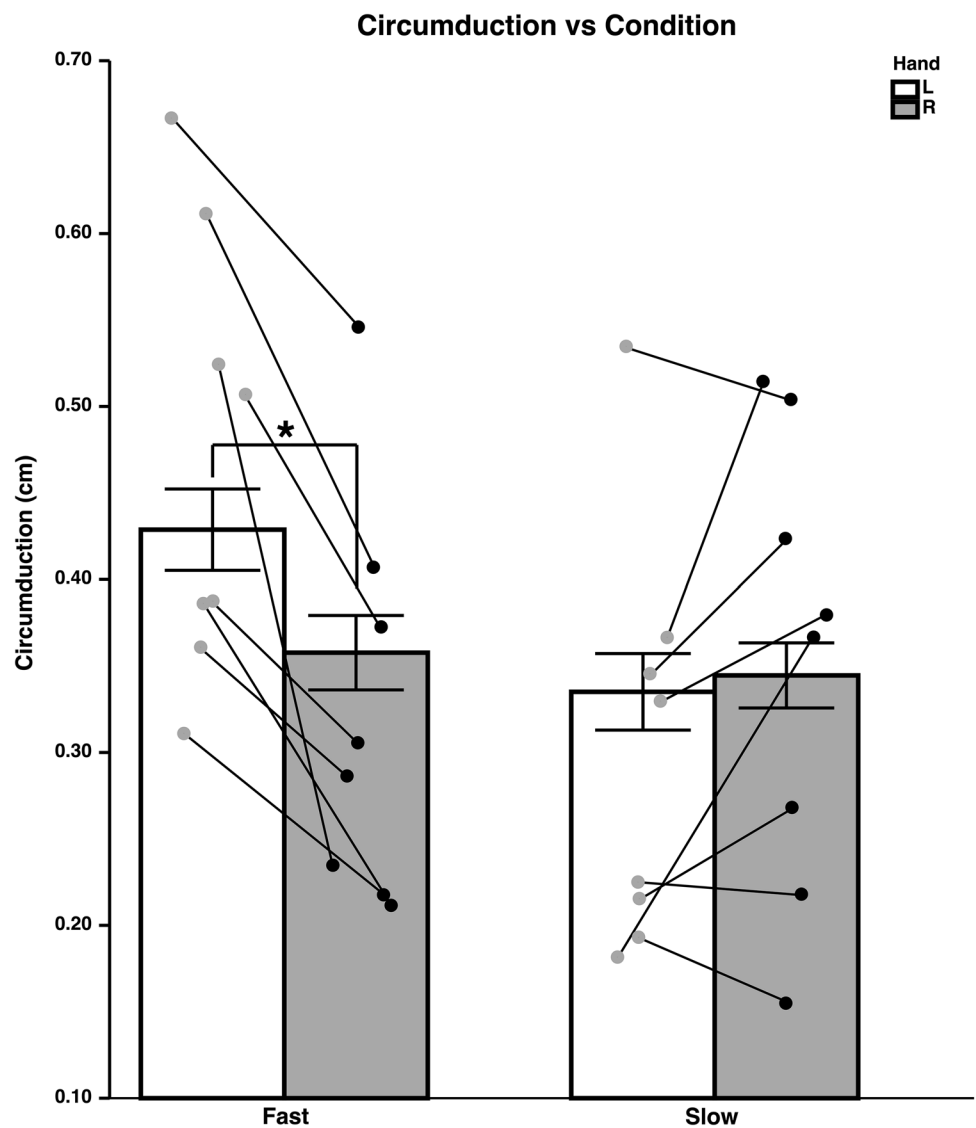 Circumduction vs Condition
Hand
L
R
Circumduction (cm)
0.70
0.60
0.50
0.40
0.30
0.20
0.10
*
Fast
Slow